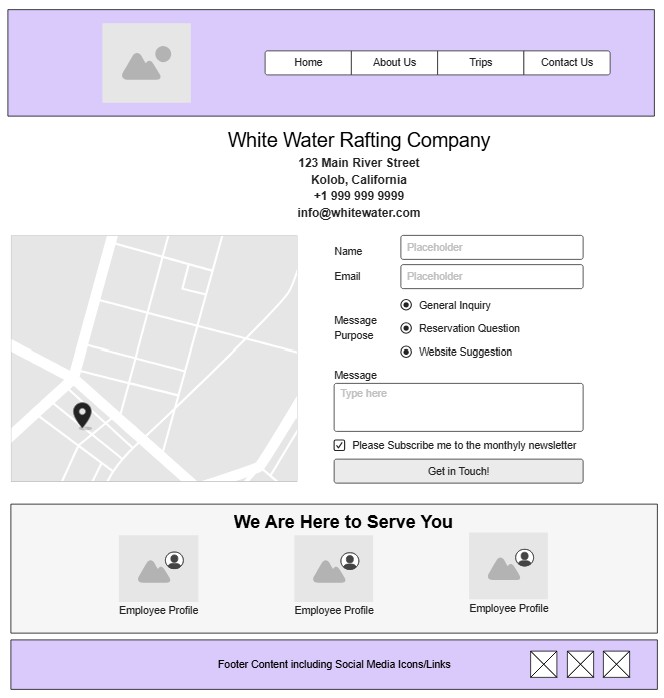 Home About Us Trips Contact Us
White Water Rafting Company
123 Main River Street
Kolob, California
+1 999 999 9999
info@whitewater.com
Name Placeholder
Email Placeholder
Message
Purpose
General Inquiry
Reservation Question
Website Suggestion
Message
Type here
Please Subscribe me to the monthyly newsletter
Get in Touch!
We Are Here to Serve You
Employee Profile Employee Profile Employee Profile
Footer Content including Social Media Icons/Links